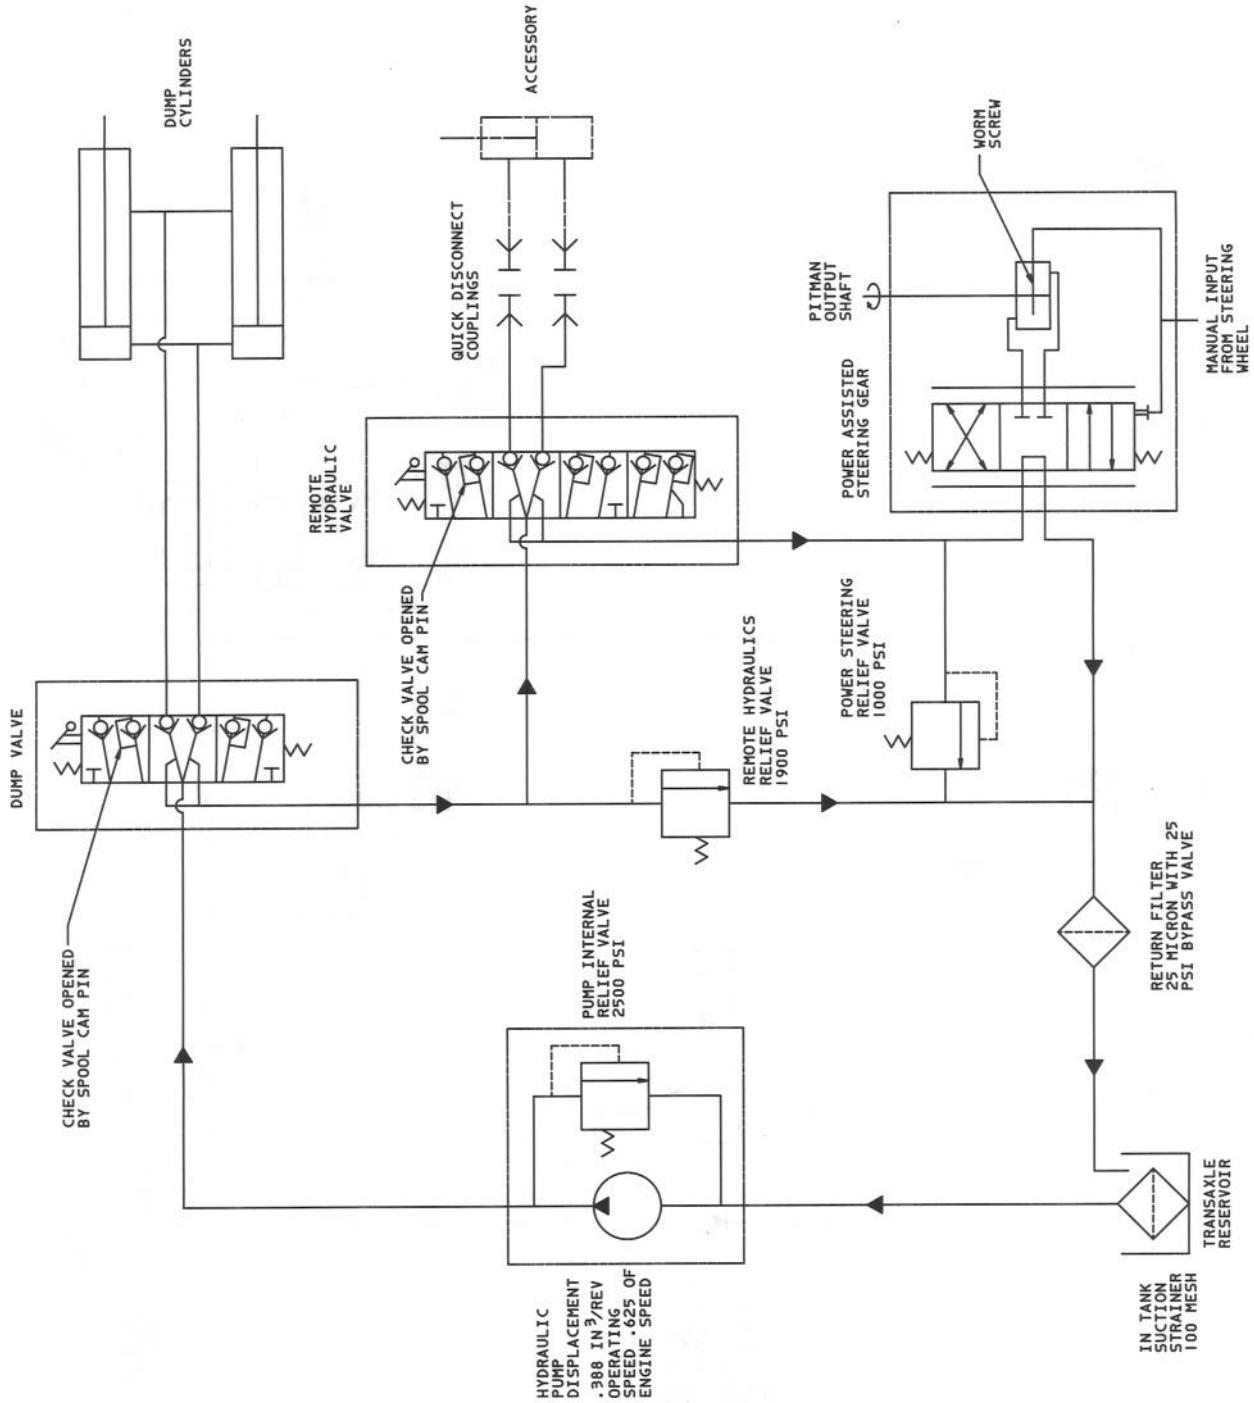 DUMP VALVE
DUMP
CYLINDERS
CHECK VALVE OPENED
BY SPOOL CAM PIN
REMOTE
HYDRAULIC
VALVE
CHECK VALVE OPENED
BY SPOOL CAM PIN
QUICK DISCONNECT
COUPLINGS
ACCESSORY
HYDRAULIC
PUMP
DISPLACEMENT
.388 IN³/REV
OPERATING
SPEED .625 OF
ENGINE SPEED
PUMP INTERNAL
RELIEF VALVE
2500 PSI
REMOTE HYDRAULICS
RELIEF VALVE
1900 PSI
POWER STEERING
RELIEF VALVE
1000 PSI
POWER ASSISTED
STEERING GEAR
PITMAN
OUTPUT
SHAFT
WORM
SCREW
MANUAL INPUT
FROM STEERING
WHEEL
RETURN FILTER
25 MICRON WITH 25
PSI BYPASS VALVE
IN TANK
SUCTION
STRAINER
100 MESH
TRANSAXLE
RESERVOIR